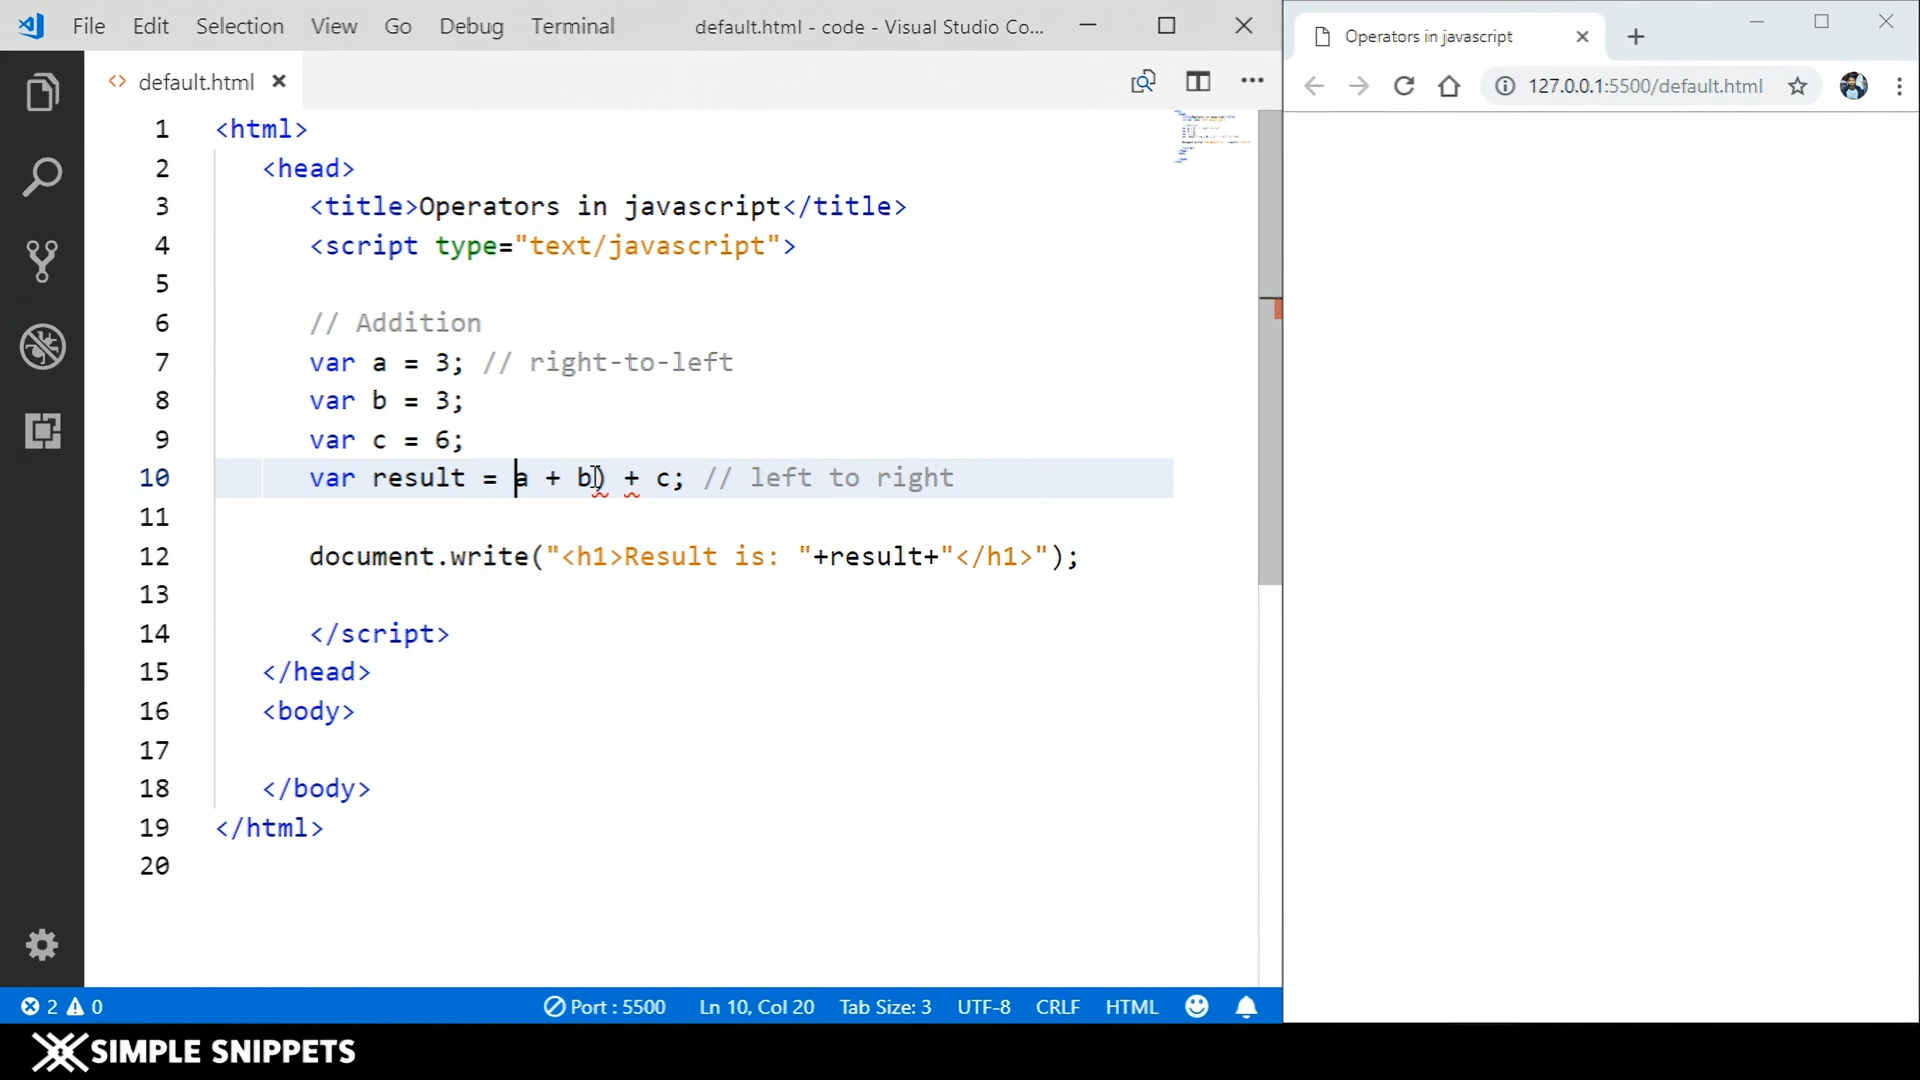 File Edit Selection View Go Debug Terminal default.html - code - Visual Studio Co...
default.html
1 <html>
2 <head>
3 <title>Operators in javascript</title>
4 <script type="text/javascript">
5
6 // Addition
7 var a = 3; // right-to-left
8 var b = 3;
9 var c = 6;
10 var result = a + b) + c; // left to right
11
12 document.write("<h1>Result is: "+result+"</h1>");
13
14 </script>
15 </head>
16 <body>
17
18 </body>
19 </html>
20
2 0 Port : 5500 Ln 10, Col 20 Tab Size: 3 UTF-8 CRLF HTML
Operators in javascript
127.0.0.1:5500/default.html
SIMPLE SNIPPETS